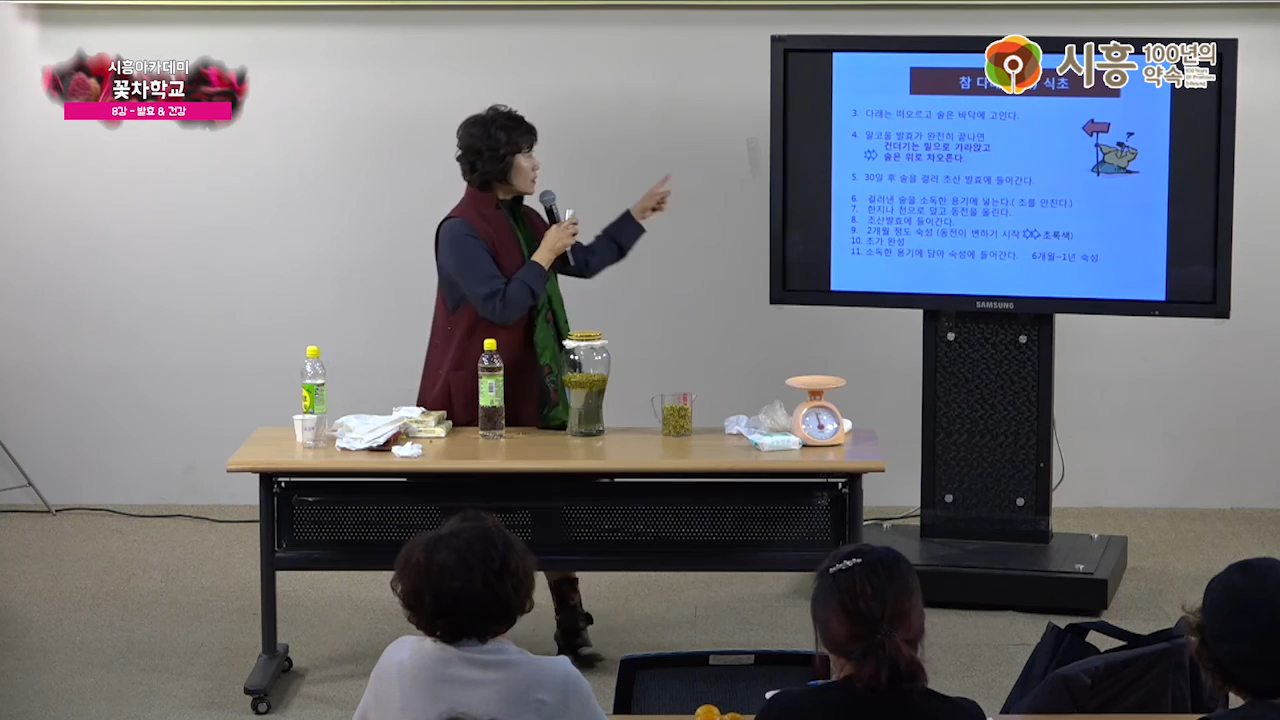 시흥아카데미
꽃차학교
8강 - 발효 & 건강
시흥 100년의
약속
참 다 식초
3. 다래는 떠오르고 술은 바닥에 고인다.
4. 알코올 발효가 완전히 끝나면
건더기는 밑으로 가라앉고
술은 위로 차오른다.
5. 30일 후 술을 걸러 초산 발효에 들어간다.
6. 걸러낸 술을 소독한 용기에 넣는다.( 초를 안친다.)
7. 한지나 천으로 덮고 동전을 올린다.
8. 초산발효에 들어간다.
9. 2개월 정도 숙성 (동전이 변하기 시작 초록색)
10. 초가 완성
11. 소독한 용기에 담아 숙성에 들어간다. 6개월-1년 숙성
SAMSUNG